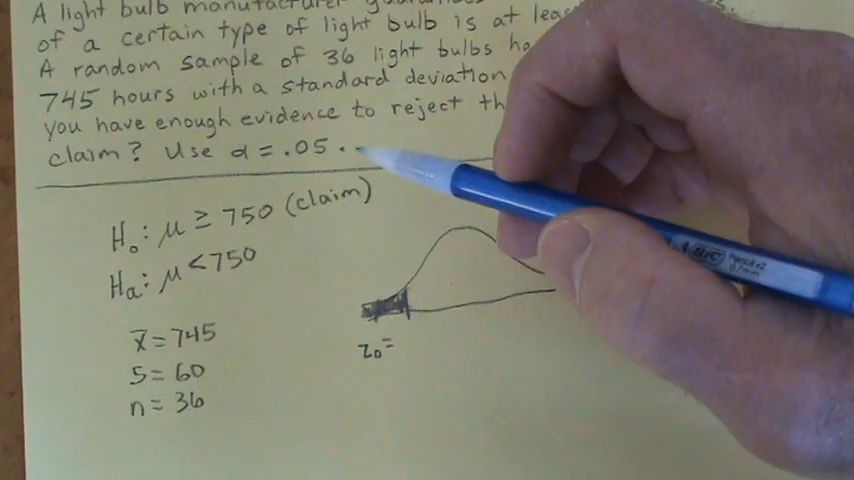 A light bulb manufacturer guarantees
of a certain type of light bulb is at least
A random sample of 36 light bulbs
745 hours with a standard deviation
you have enough evidence to reject
claim? Use α = .05.
H₀: μ ≥ 750 (claim)
Hₐ: μ < 750
x̄ = 745
s = 60
n = 36
z₀ =